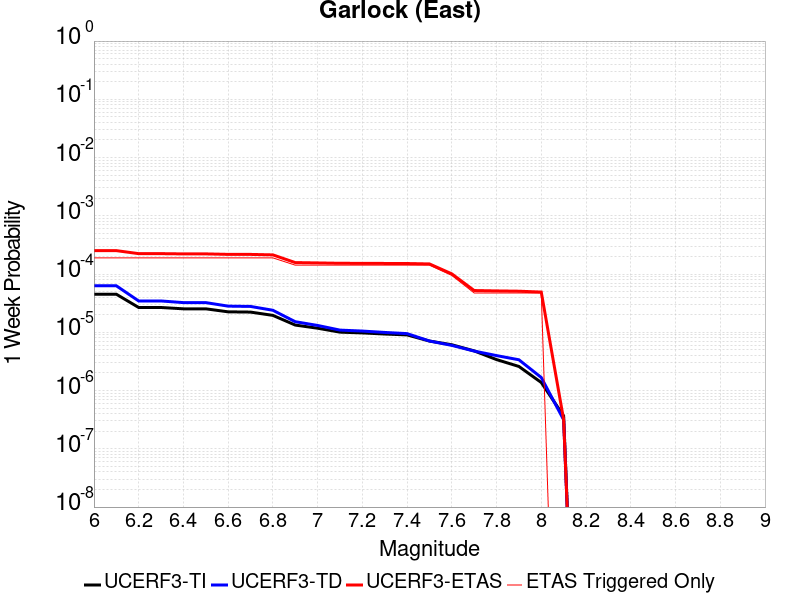 Garlock (East)
10^0
10^-1
10^-2
10^-3
10^-4
10^-5
10^-6
10^-7
10^-8
1 Week Probability
6 6.2 6.4 6.6 6.8 7 7.2 7.4 7.6 7.8 8 8.2 8.4 8.6 8.8 9
Magnitude
UCERF3-TI UCERF3-TD UCERF3-ETAS ETAS Triggered Only